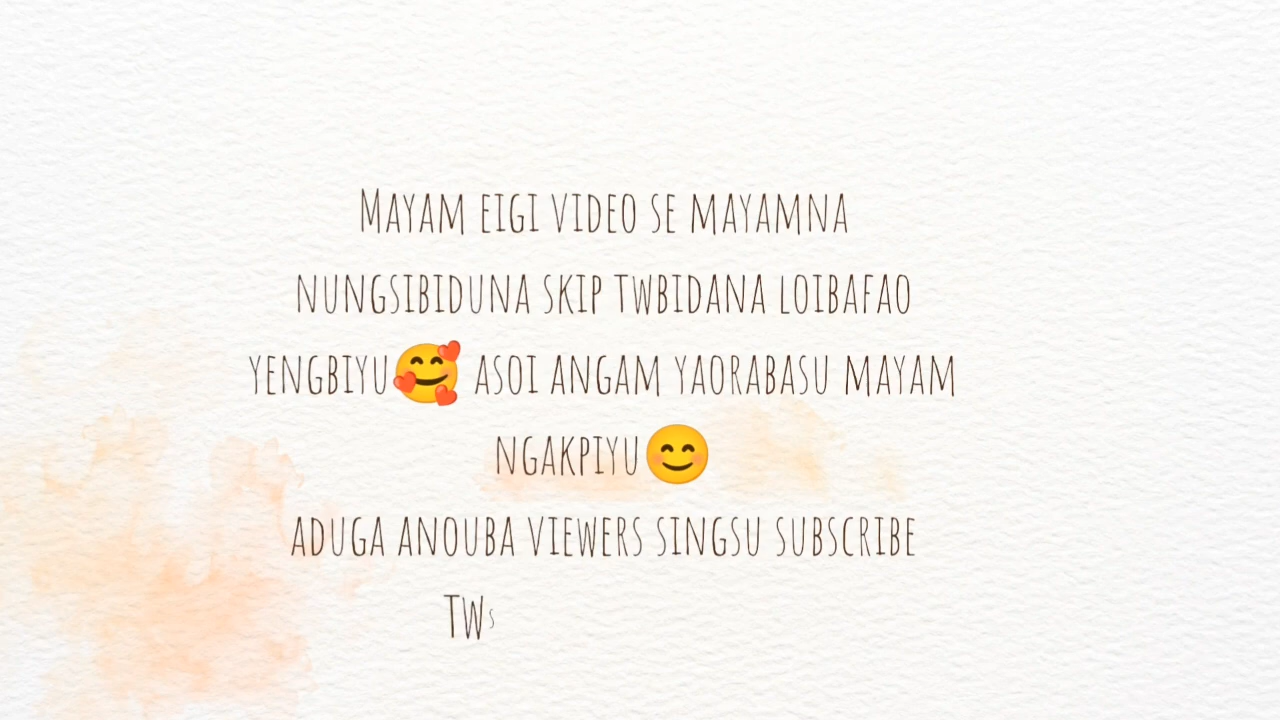 Mayam eigi video se mayamna
nungsibiduna skip twbidana loibafao
yengbiyu🥰 asoi angam yaorabasu mayam
ngakpiyu😊
aduga anouba viewers singsu subscribe
tws